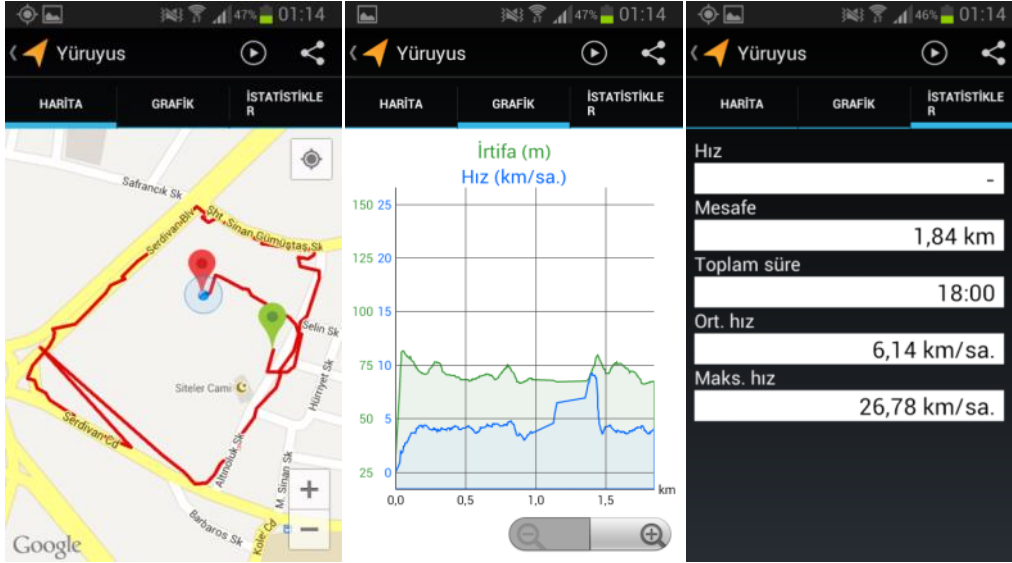 47% 01:14
Yüruyus
HARİTA GRAFİK İSTATİSTİKLE
R
Safrancık Sk
Serdivan Blv
Sht. Sinan Gümüştaş Sk
Selin Sk
Hürriyet Sk
Siteler Cami
Serdivan Cd
Altınoluk Sk
M. Sinan Sk
Barbaros Sk
Kolej Cd
+
−
Google
47% 01:14
Yüruyus
HARİTA GRAFİK İSTATİSTİKLE
R
İrtifa (m)
Hız (km/sa.)
150 25
125 20
100 15
75 10
50 5
25 0
0,0 0,5 1,0 1,5 km
46% 01:14
Yüruyus
HARİTA GRAFİK İSTATİSTİKLE
R
Hız
-
Mesafe
1,84 km
Toplam süre
18:00
Ort. hız
6,14 km/sa.
Maks. hız
26,78 km/sa.